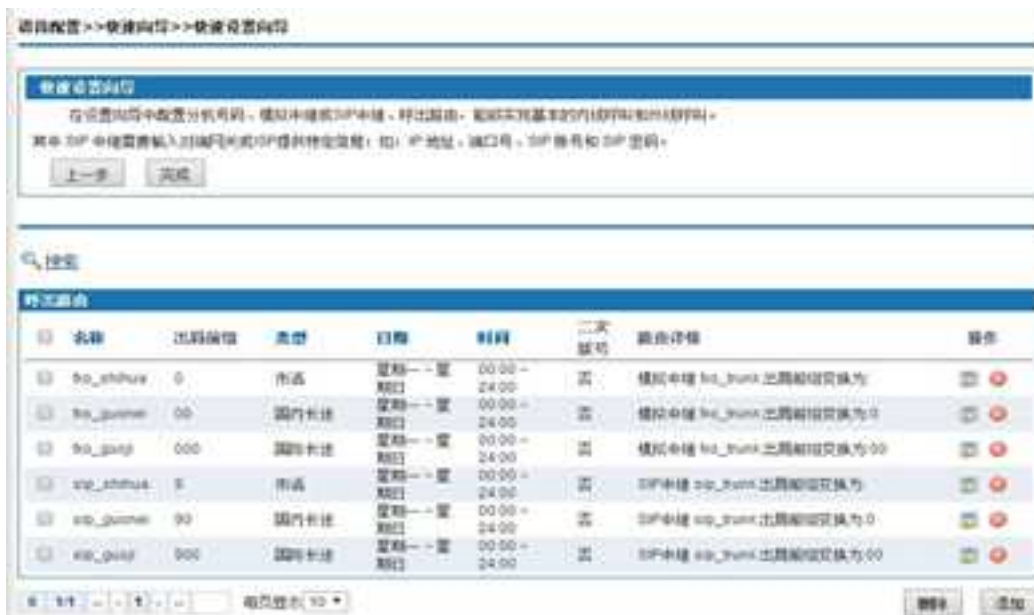 语音配置>>快速向导>>快速设置向导
快速设置向导
在设置向导中配置分机号码、模拟中继或SIP中继、呼出路由，能够实现基本的内线呼叫和外线呼叫。
其中 SIP 中继需要输入对端网关或ISP提供特定信息；如：IP 地址、端口号、SIP 账号和 SIP 密码。
上一步 完成
搜索
呼出路由
名称 出局前缀 类型 日期 时间 二次拨号 路由详情 操作
fxo_shihua 0 市话 星期一 - 星期日 00:00 - 24:00 否 模拟中继 fxo_trunk 出局前缀变换为:
fxo_guonei 00 国内长途 星期一 - 星期日 00:00 - 24:00 否 模拟中继 fxo_trunk 出局前缀变换为:0
fxo_guoji 000 国际长途 星期一 - 星期日 00:00 - 24:00 否 模拟中继 fxo_trunk 出局前缀变换为:00
sip_shihua 9 市话 星期一 - 星期日 00:00 - 24:00 否 SIP中继 sip_trunk 出局前缀变换为:
sip_guonei 90 国内长途 星期一 - 星期日 00:00 - 24:00 否 SIP中继 sip_trunk 出局前缀变换为:0
sip_guoji 900 国际长途 星期一 - 星期日 00:00 - 24:00 否 SIP中继 sip_trunk 出局前缀变换为:00
6 1/1 1 每页显示 10 删除 添加